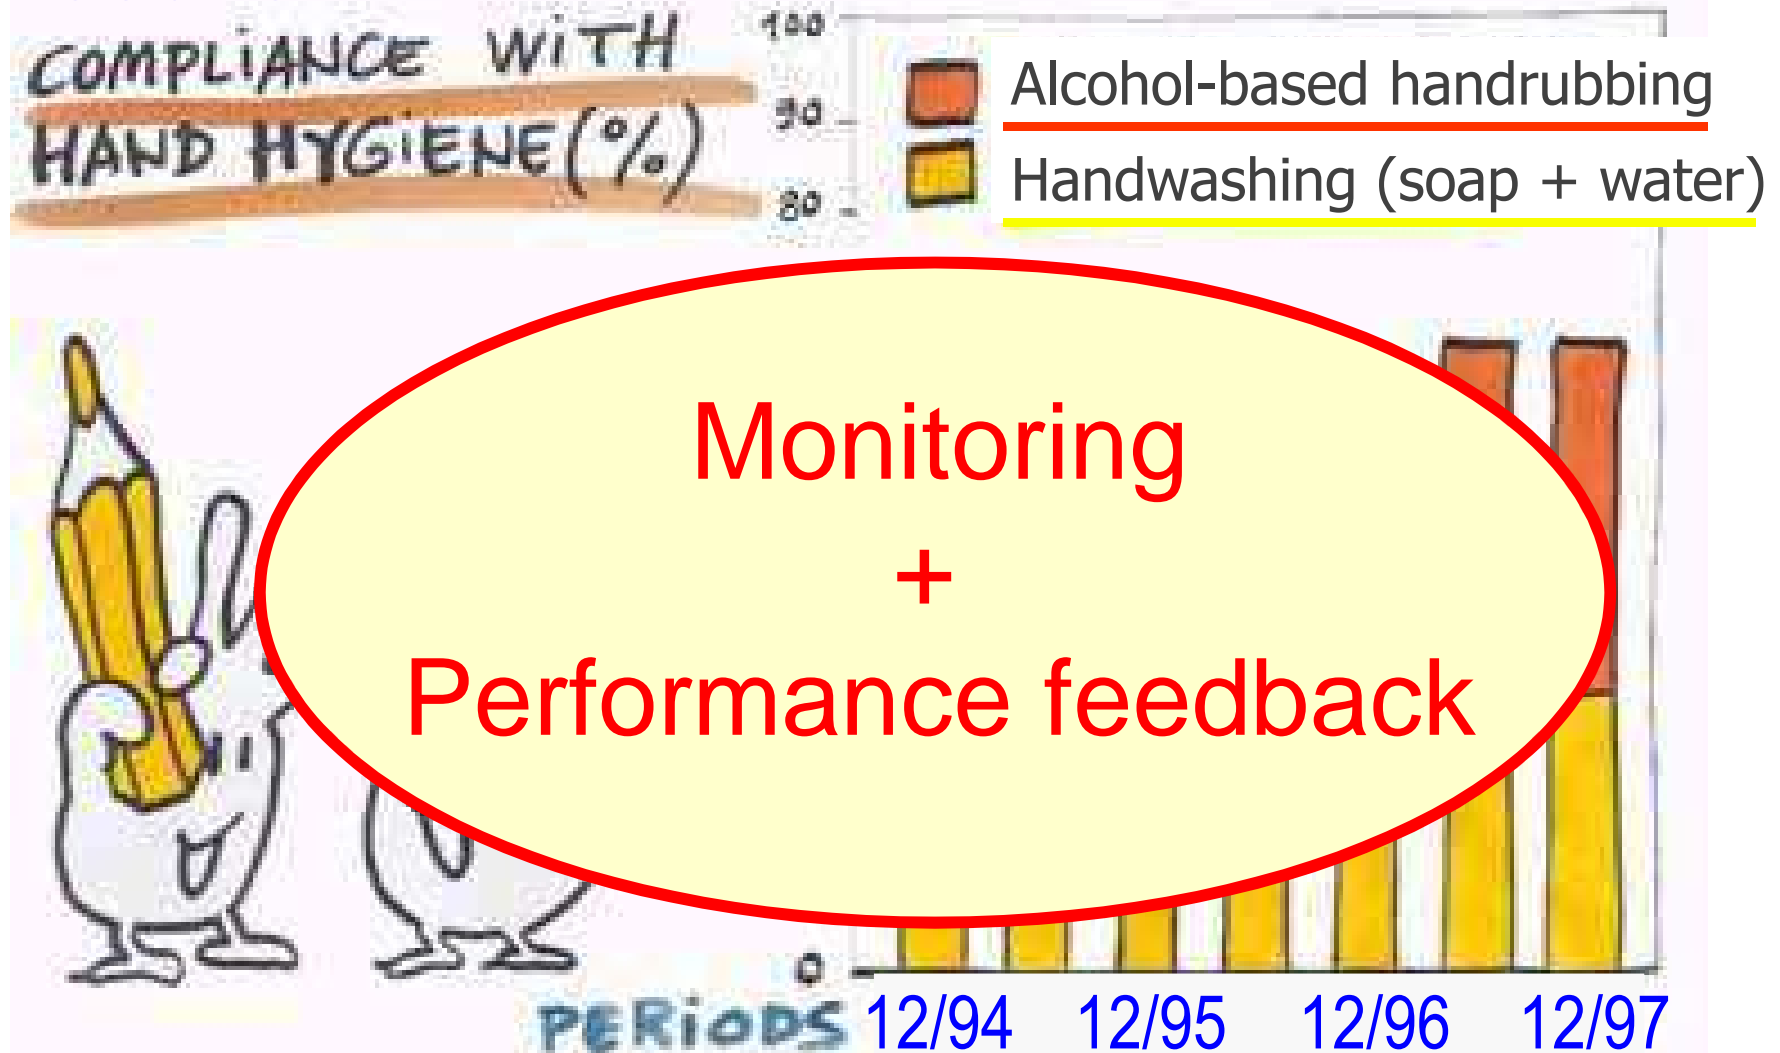 COMPLiANCE WiTH
HAND HYGiENE (%)
100
90
80
Alcohol-based handrubbing
Handwashing (soap + water)
Monitoring
+
Performance feedback
0
PERiODS 12/94 12/95 12/96 12/97